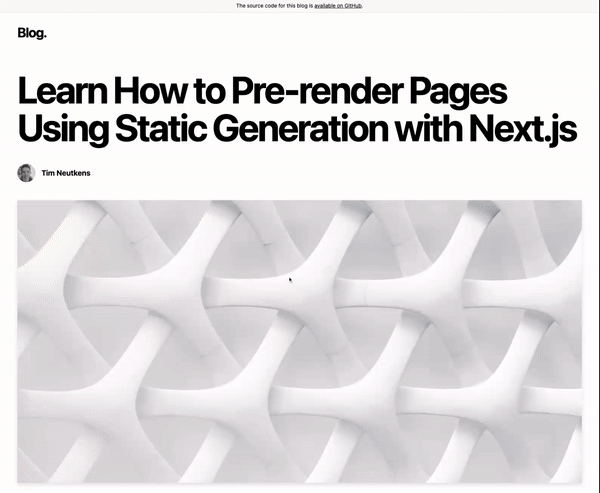 The source code for this blog is available on GitHub.
Blog.
Learn How to Pre-render Pages
Using Static Generation with Next.js
Tim Neutkens